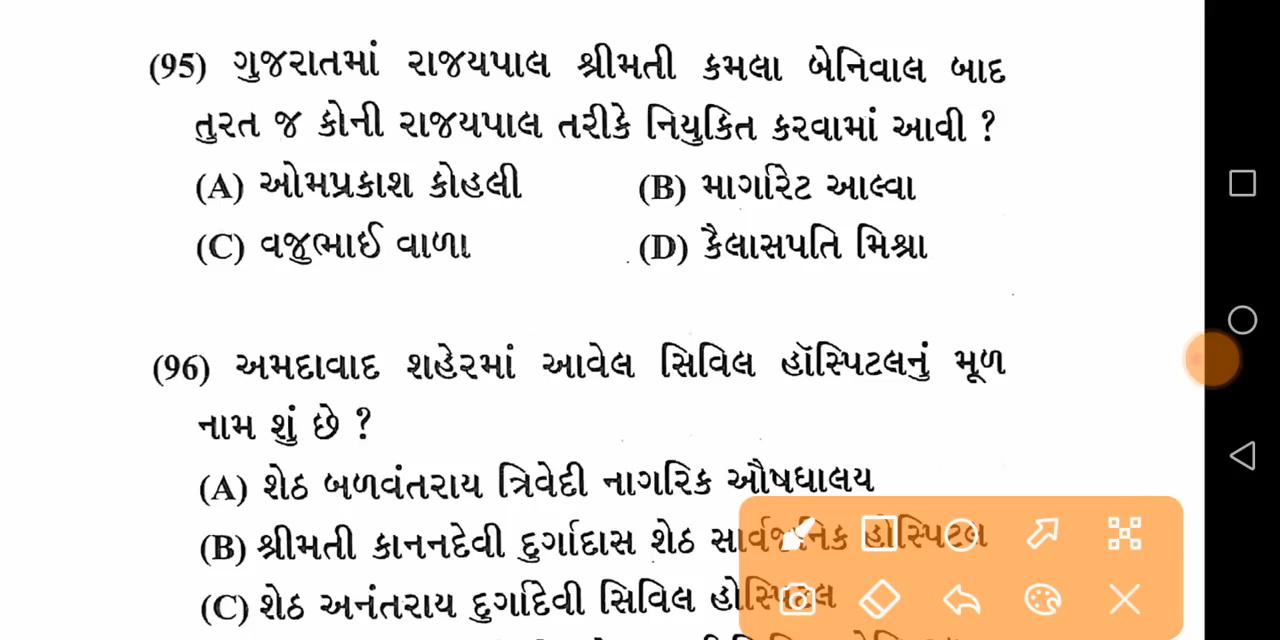 (95) ગુજરાતમાં રાજયપાલ શ્રીમતી કમલા બેનિવાલ બાદ
તુરત જ કોની રાજયપાલ તરીકે નિયુકિત કરવામાં આવી ?
(A) ઓમપ્રકાશ કોહલી (B) માર્ગારેટ આલ્વા
(C) વજુભાઈ વાળા (D) કૈલાસપતિ મિશ્રા
(96) અમદાવાદ શહેરમાં આવેલ સિવિલ હૉસ્પિટલનું મૂળ
નામ શું છે ?
(A) શેઠ બળવંતરાય ત્રિવેદી નાગરિક ઔષધાલય
(B) શ્રીમતી કાનનદેવી દુર્ગાદાસ શેઠ સાર્વજનિક હોસ્પિટલ
(C) શેઠ અનંતરાય દુર્ગાદેવી સિવિલ હોસ્પિટલ